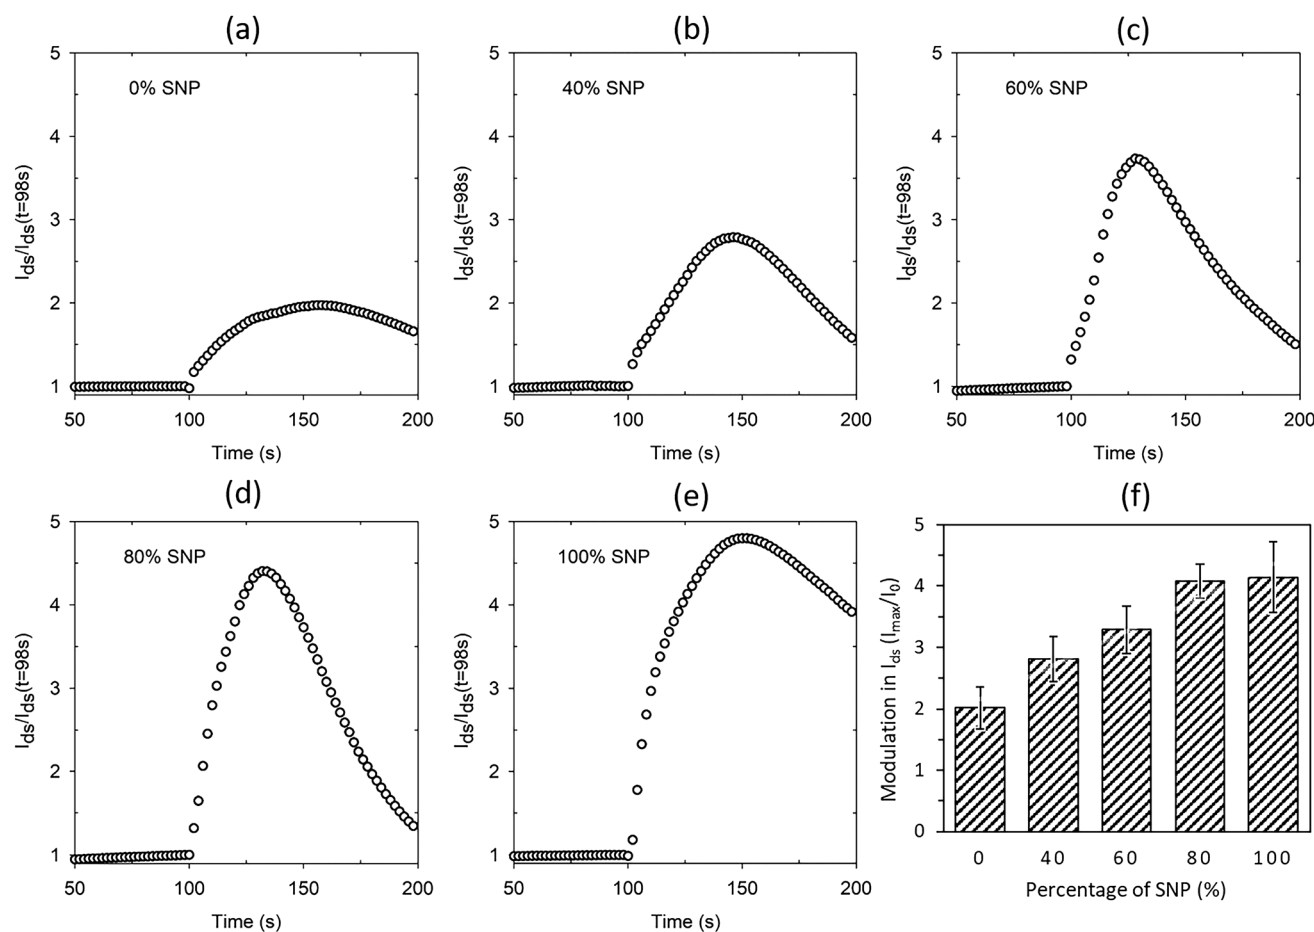 (a)
0% SNP
5
4
3
2
1
50 100 150 200
Ids/Ids(t=98s)
Time (s)
(b)
40% SNP
5
4
3
2
1
50 100 150 200
Ids/Ids(t=98s)
Time (s)
(c)
60% SNP
5
4
3
2
1
50 100 150 200
Ids/Ids(t=98s)
Time (s)
(d)
80% SNP
5
4
3
2
1
50 100 150 200
Ids/Ids(t=98s)
Time (s)
(e)
100% SNP
5
4
3
2
1
50 100 150 200
Ids/Ids(t=98s)
Time (s)
(f)
5
4
3
2
1
0
0 40 60 80 100
Modulation in Ids (Imax/I0)
Percentage of SNP (%)